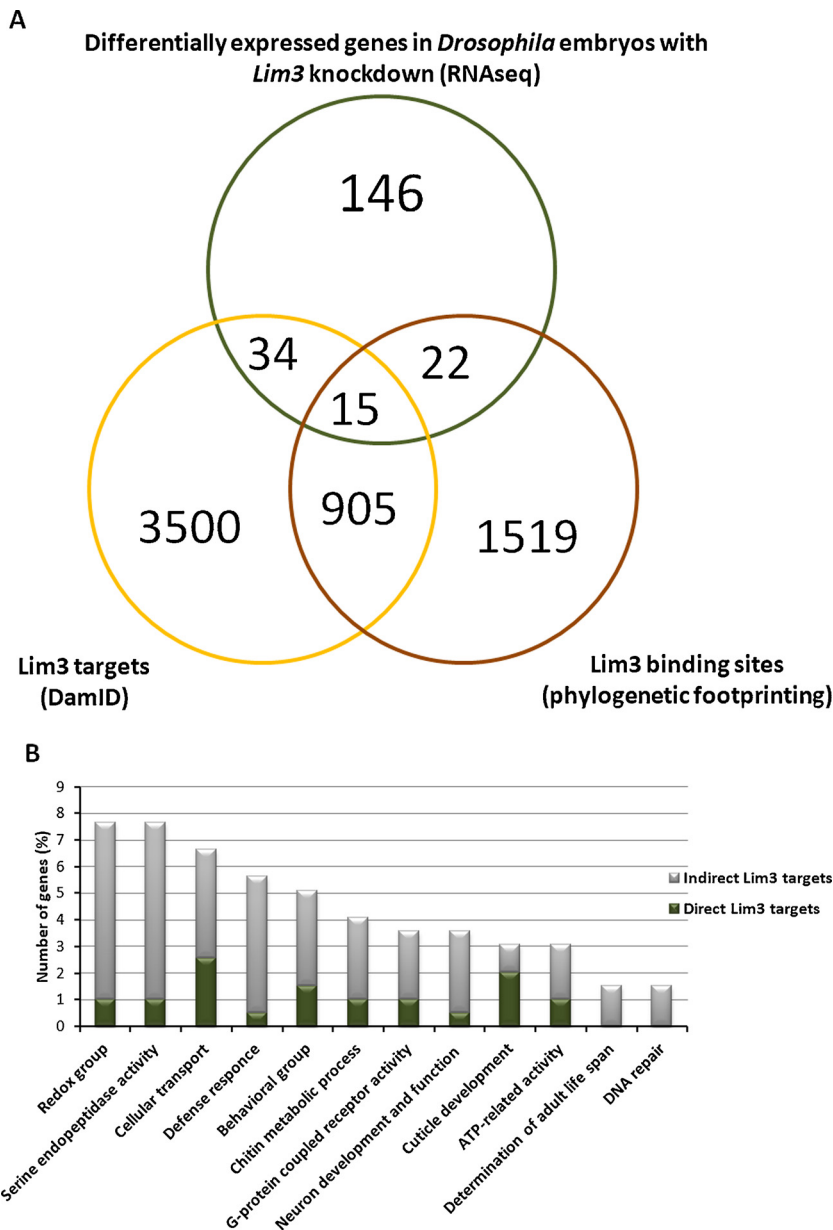 A
Differentially expressed genes in Drosophila embryos with
Lim3 knockdown (RNAseq)
146
34
22
15
3500
905
1519
Lim3 targets
(DamID)
Lim3 binding sites
(phylogenetic footprinting)
B
Number of genes (%)
9
8
7
6
5
4
3
2
1
0
Indirect Lim3 targets
Direct Lim3 targets
Redox group
Serine endopeptidase activity
Cellular transport
Defense responce
Behavioral group
Chitin metabolic process
G-protein coupled receptor activity
Neuron development and function
Cuticle development
ATP-related activity
Determination of adult life span
DNA repair